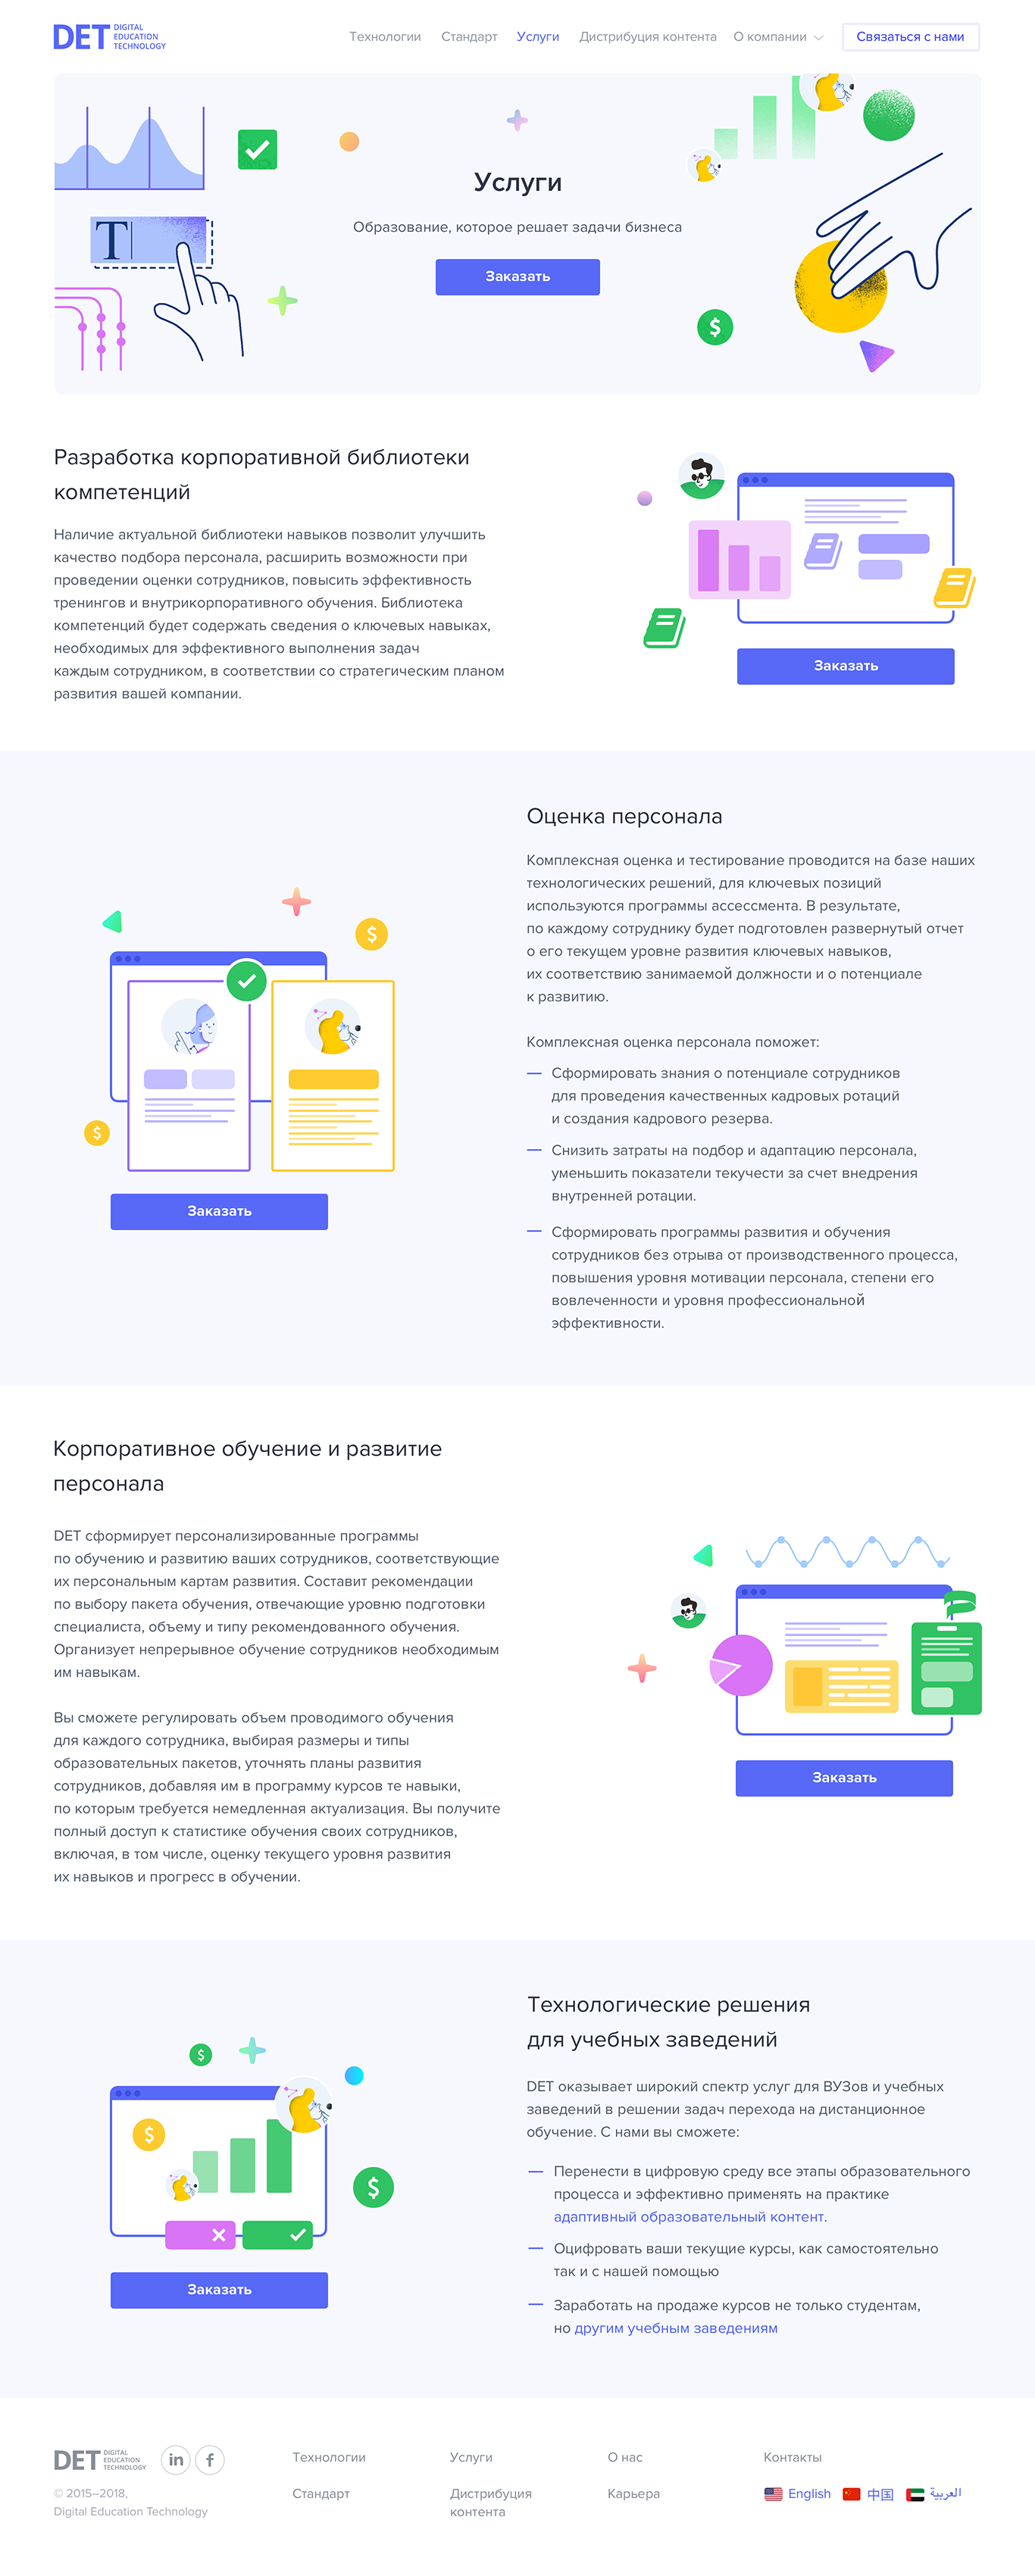 DET DIGITAL
EDUCATION
TECHNOLOGY
Технологии Стандарт Услуги Дистрибуция контента О компании Связаться с нами
T
Услуги
Образование, которое решает задачи бизнеса
Заказать
$
Разработка корпоративной библиотеки
компетенций
Наличие актуальной библиотеки навыков позволит улучшить
качество подбора персонала, расширить возможности при
проведении оценки сотрудников, повысить эффективность
тренингов и внутрикорпоративного обучения. Библиотека
компетенций будет содержать сведения о ключевых навыках,
необходимых для эффективного выполнения задач
каждым сотрудником, в соответствии со стратегическим планом
развития вашей компании.
Заказать
Оценка персонала
Комплексная оценка и тестирование проводится на базе наших
технологических решений, для ключевых позиций
используются программы ассессмента. В результате,
по каждому сотруднику будет подготовлен развернутый отчет
о его текущем уровне развития ключевых навыков,
их соответствию занимаемой должности и о потенциале
к развитию.
Комплексная оценка персонала поможет:
— Сформировать знания о потенциале сотрудников
для проведения качественных кадровых ротаций
и создания кадрового резерва.
— Снизить затраты на подбор и адаптацию персонала,
уменьшить показатели текучести за счет внедрения
внутренней ротации.
— Сформировать программы развития и обучения
сотрудников без отрыва от производственного процесса,
повышения уровня мотивации персонала, степени его
вовлеченности и уровня профессиональной
эффективности.
$
$
Заказать
Корпоративное обучение и развитие
персонала
DET сформирует персонализированные программы
по обучению и развитию ваших сотрудников, соответствующие
их персональным картам развития. Составит рекомендации
по выбору пакета обучения, отвечающие уровню подготовки
специалиста, объему и типу рекомендованного обучения.
Организует непрерывное обучение сотрудников необходимым
им навыкам.
Вы сможете регулировать объем проводимого обучения
для каждого сотрудника, выбирая размеры и типы
образовательных пакетов, уточнять планы развития
сотрудников, добавляя им в программу курсов те навыки,
по которым требуется немедленная актуализация. Вы получите
полный доступ к статистике обучения своих сотрудников,
включая, в том числе, оценку текущего уровня развития
их навыков и прогресс в обучении.
Заказать
Технологические решения
для учебных заведений
DET оказывает широкий спектр услуг для ВУЗов и учебных
заведений в решении задач перехода на дистанционное
обучение. С нами вы сможете:
— Перенести в цифровую среду все этапы образовательного
процесса и эффективно применять на практике
адаптивный образовательный контент.
— Оцифровать ваши текущие курсы, как самостоятельно
так и с нашей помощью
— Заработать на продаже курсов не только студентам,
но другим учебным заведениям
$
$
$
Заказать
DET DIGITAL
EDUCATION
TECHNOLOGY
in f
© 2015–2018,
Digital Education Technology
Технологии Услуги О нас Контакты
Стандарт Дистрибуция
контента
Карьера
English 中国 العربية